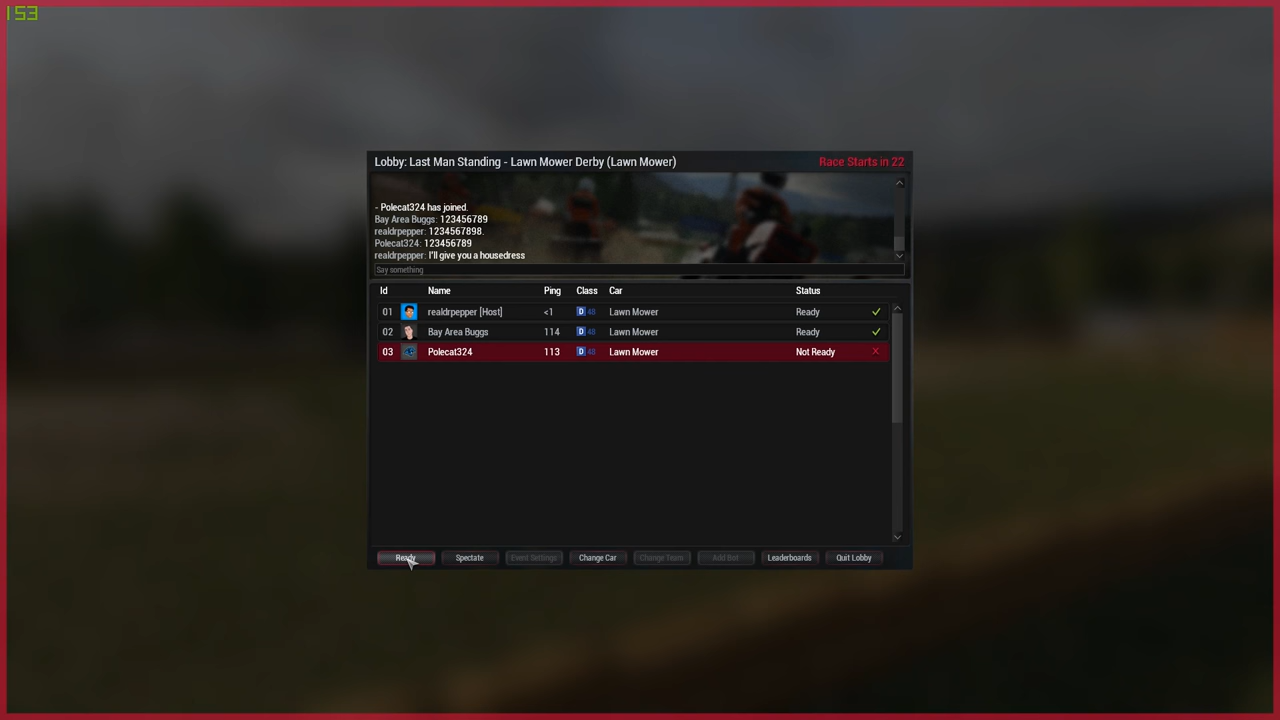 153
Lobby: Last Man Standing - Lawn Mower Derby (Lawn Mower) Race Starts in 22
- Polecat324 has joined.
Bay Area Buggs: 123456789
realdrpepper: 1234567898.
Polecat324: 123456789
realdrpepper: I'll give you a housedress
Say something
Id Name Ping Class Car Status
01 realdrpepper [Host] <1 D 48 Lawn Mower Ready
02 Bay Area Buggs 114 D 48 Lawn Mower Ready
03 Polecat324 113 D 48 Lawn Mower Not Ready
Ready Spectate Event Settings Change Car Change Team Add Bot Leaderboards Quit Lobby